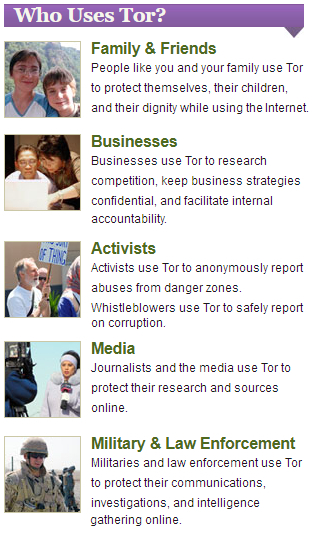 Who Uses Tor?
Family & Friends
People like you and your family use Tor
to protect themselves, their children,
and their dignity while using the Internet.
Businesses
Businesses use Tor to research
competition, keep business strategies
confidential, and facilitate internal
accountability.
OF THING
Activists
Activists use Tor to anonymously report
abuses from danger zones.
Whistleblowers use Tor to safely report
on corruption.
Media
Journalists and the media use Tor to
protect their research and sources
online.
Military & Law Enforcement
Militaries and law enforcement use Tor
to protect their communications,
investigations, and intelligence
gathering online.